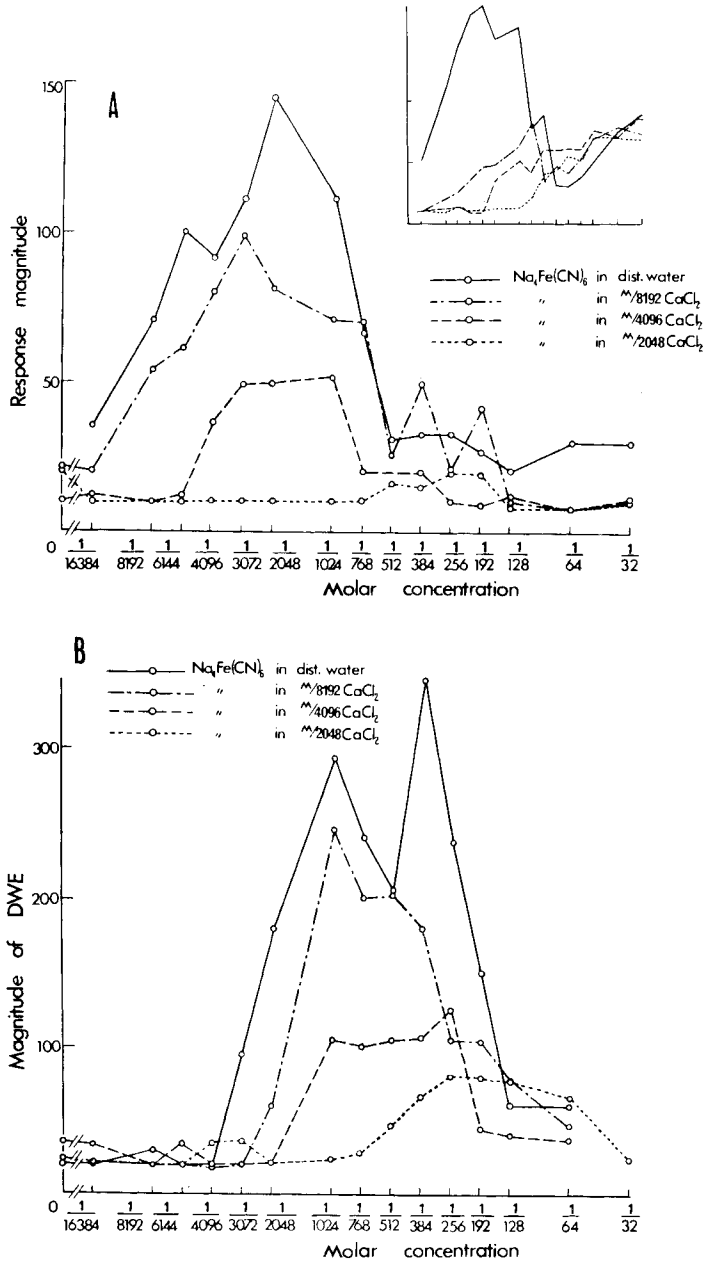 A
150
100
50
0
Response magnitude
Na₄Fe(CN)₆ in dist. water
" in M/8192 CaCl₂
" in M/4096 CaCl₂
" in M/2048 CaCl₂
1/16384 1/8192 1/6144 1/4096 1/3072 1/2048 1/1024 1/768 1/512 1/384 1/256 1/192 1/128 1/64 1/32
Molar concentration
B
Na₄Fe(CN)₆ in dist. water
" in M/8192 CaCl₂
" in M/4096 CaCl₂
" in M/2048 CaCl₂
300
200
100
0
Magnitude of DWE
1/16384 1/8192 1/6144 1/4096 1/3072 1/2048 1/1024 1/768 1/512 1/384 1/256 1/192 1/128 1/64 1/32
Molar concentration